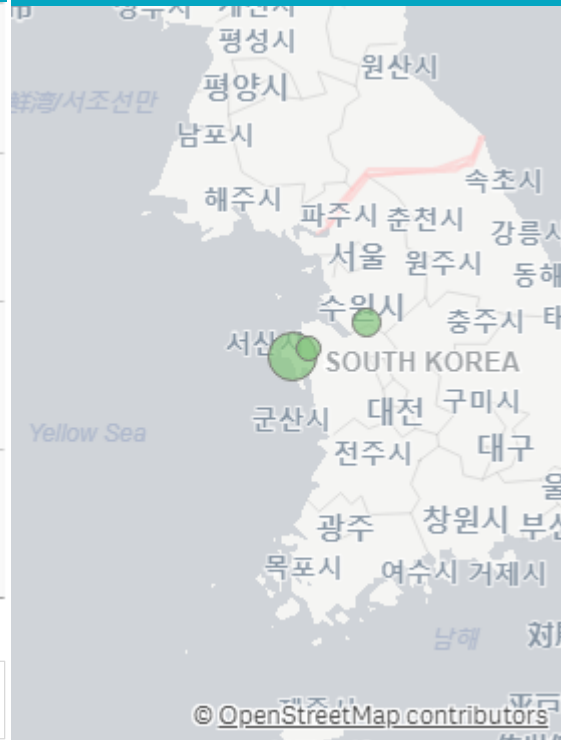 평성시
원산시
평양시
鮮湾/서조선만
남포시
속초시
해주시
파주시 춘천시
강릉시
서울 원주시
동해
수원시
충주시
서산시
SOUTH KOREA
구미시
대전
군산시
Yellow Sea
대구
전주시
울
창원시
광주
목포시
여수시 거제시
남해
© OpenStreetMap contributors